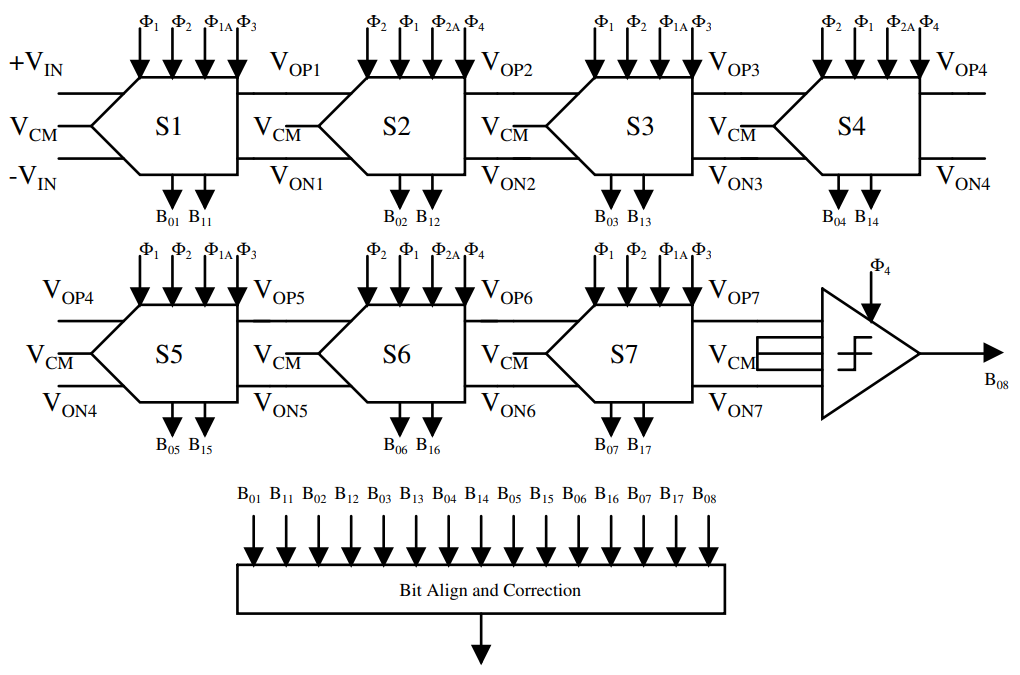 Φ1 Φ2 Φ1A Φ3 Φ2 Φ1 Φ2A Φ4 Φ1 Φ2 Φ1A Φ3 Φ2 Φ1 Φ2A Φ4
+VIN VOP1 VOP2 VOP3 VOP4
VCM S1 VCM S2 VCM S3 VCM S4
-VIN VON1 VON2 VON3 VON4
B01 B11 B02 B12 B03 B13 B04 B14
Φ1 Φ2 Φ1A Φ3 Φ2 Φ1 Φ2A Φ4 Φ1 Φ2 Φ1A Φ3 Φ4
VOP4 VOP5 VOP6 VOP7
VCM S5 VCM S6 VCM S7 VCM
B08
VON4 VON5 VON6 VON7
B05 B15 B06 B16 B07 B17
B01 B11 B02 B12 B03 B13 B04 B14 B05 B15 B06 B16 B07 B17 B08
Bit Align and Correction